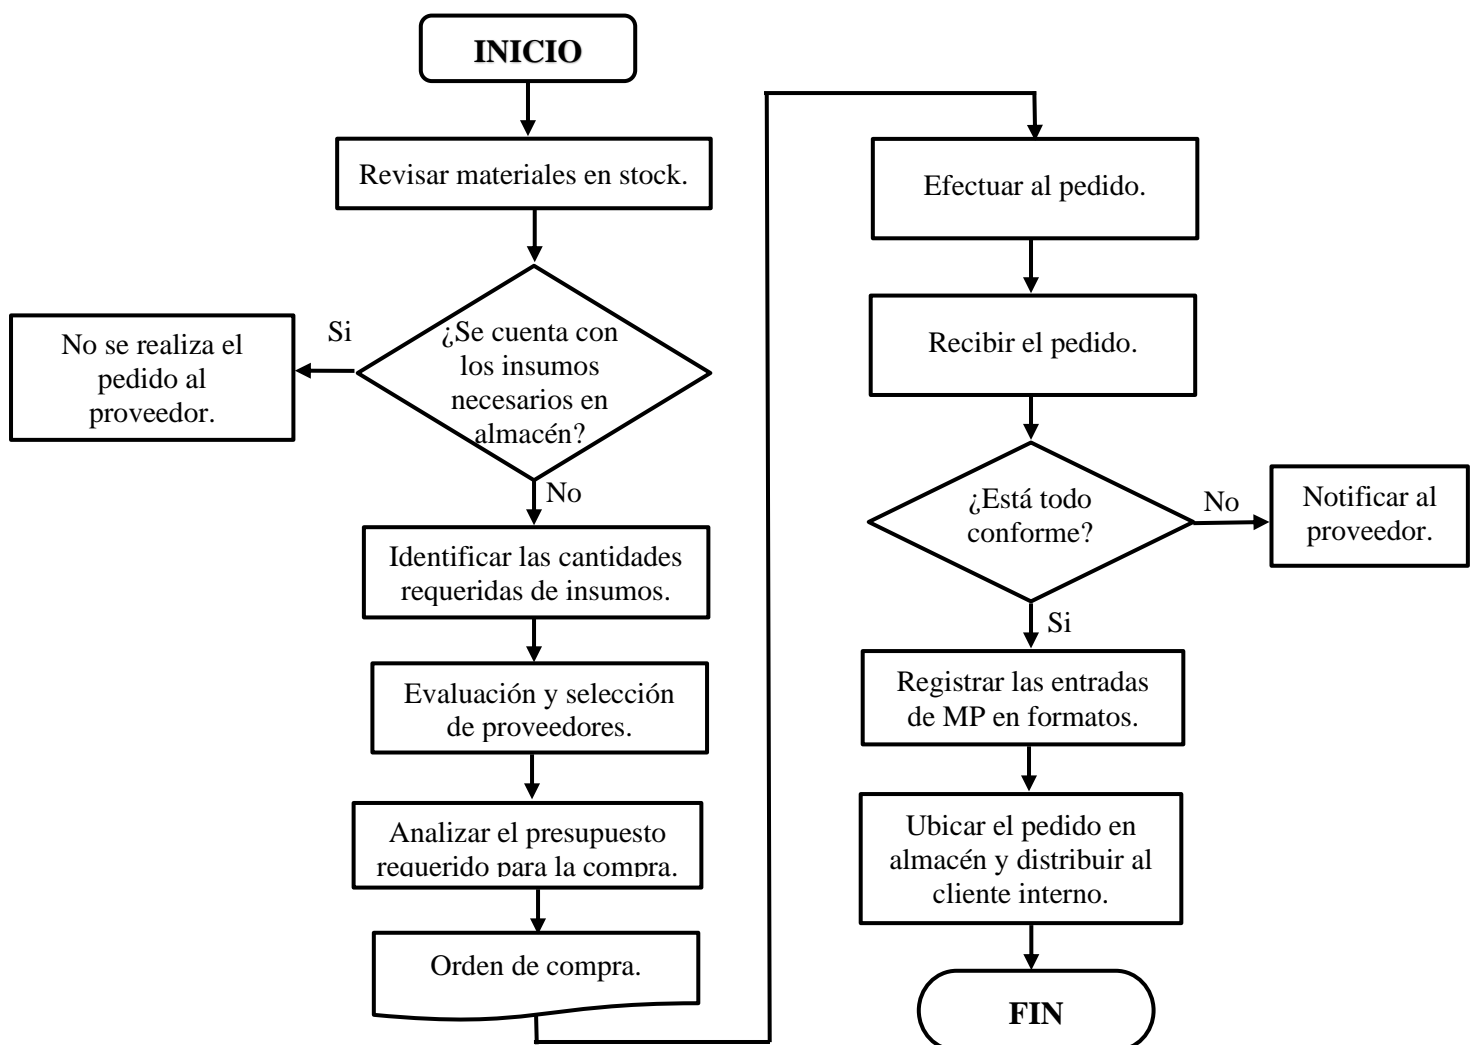 INICIO
Revisar materiales en stock.
¿Se cuenta con
los insumos
necesarios en
almacén?
Si
No se realiza el
pedido al
proveedor.
No
Identificar las cantidades
requeridas de insumos.
Evaluación y selección
de proveedores.
Analizar el presupuesto
requerido para la compra.
Orden de compra.
Efectuar al pedido.
Recibir el pedido.
¿Está todo
conforme?
No
Notificar al
proveedor.
Si
Registrar las entradas
de MP en formatos.
Ubicar el pedido en
almacén y distribuir al
cliente interno.
FIN